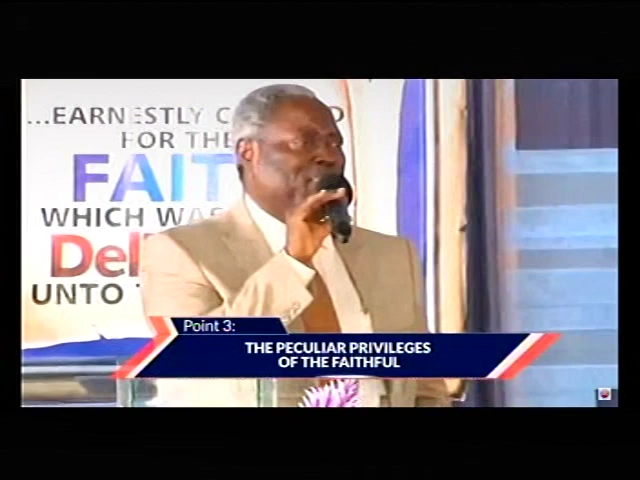 ...EARNESTLY
FOR THE
FAIT
WHICH WAS
Del
UNTO
Point 3:
THE PECULIAR PRIVILEGES
OF THE FAITHFUL